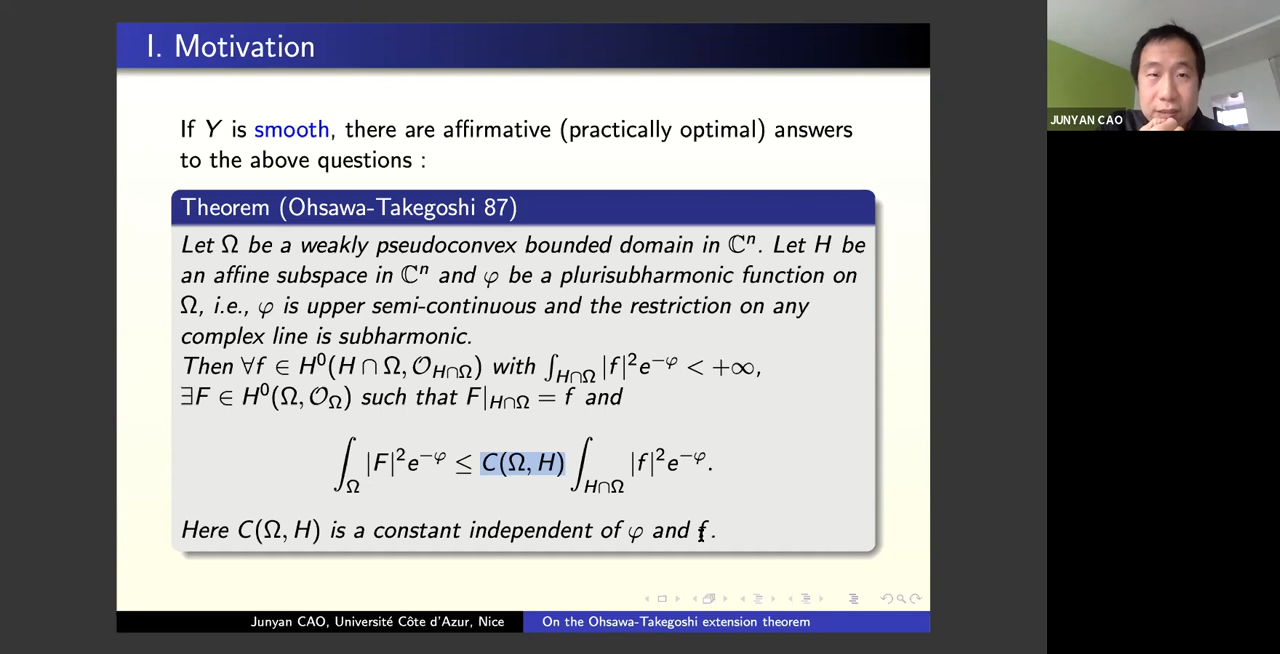 I. Motivation
JUNYAN CAO
If Y is smooth, there are affirmative (practically optimal) answers
to the above questions :
Theorem (Ohsawa-Takegoshi 87)
Let Ω be a weakly pseudoconvex bounded domain in ℂⁿ. Let H be
an affine subspace in ℂⁿ and φ be a plurisubharmonic function on
Ω, i.e., φ is upper semi-continuous and the restriction on any
complex line is subharmonic.
Then ∀f ∈ H⁰(H ∩ Ω, 𝒪_{H∩Ω}) with ∫_{H∩Ω} |f|²e^{−φ} < +∞,
∃F ∈ H⁰(Ω, 𝒪_Ω) such that F|_{H∩Ω} = f and
∫_Ω |F|²e^{−φ} ≤ C(Ω, H) ∫_{H∩Ω} |f|²e^{−φ}.
Here C(Ω, H) is a constant independent of φ and f.
Junyan CAO, Université Côte d'Azur, Nice On the Ohsawa-Takegoshi extension theorem